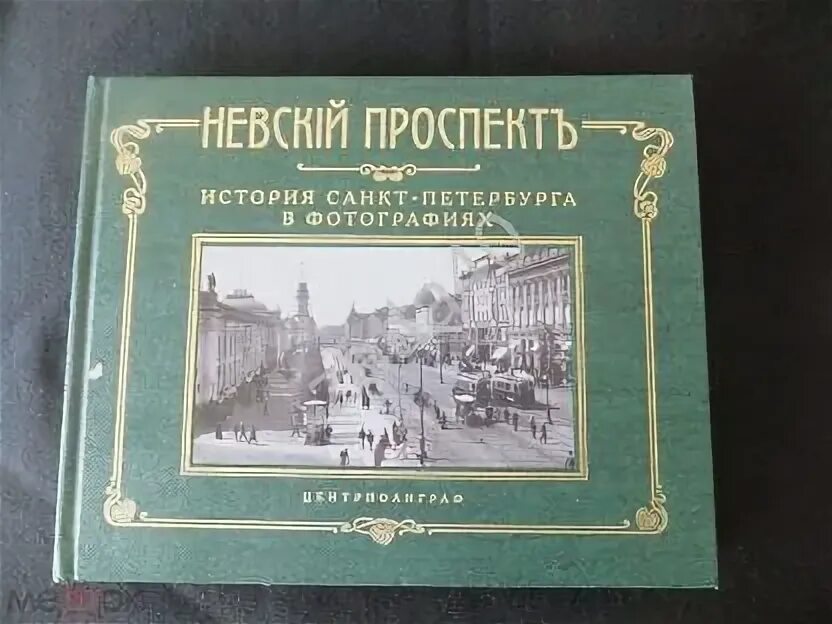 НЕВСКІЙ ПРОСПЕКТЪ
ИСТОРИЯ САНКТ-ПЕТЕРБУРГА
В ФОТОГРАФИЯХ
ЦЕНТРПОЛИГРАФ